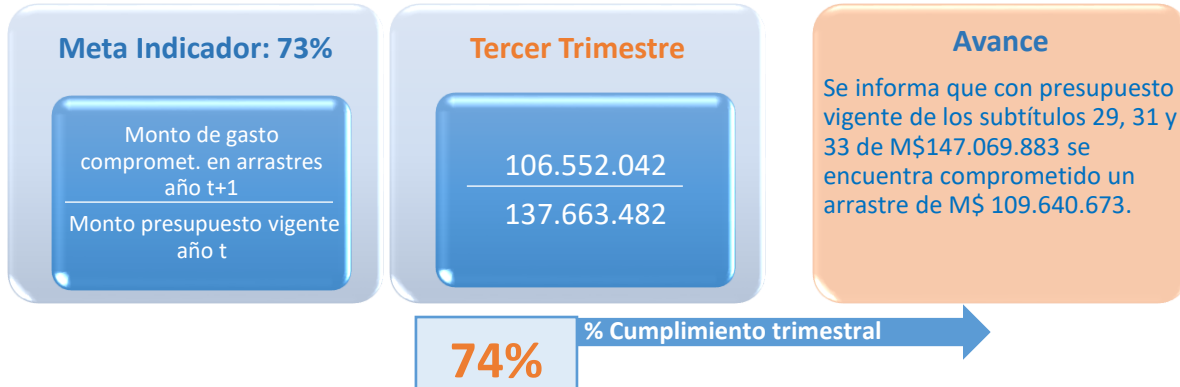 Meta Indicador: 73%
Monto de gasto
compromet. en arrastres
año t+1
Monto presupuesto vigente
año t
Tercer Trimestre
106.552.042
137.663.482
Avance
Se informa que con presupuesto
vigente de los subtítulos 29, 31 y
33 de M$147.069.883 se
encuentra comprometido un
arrastre de M$ 109.640.673.
74%
% Cumplimiento trimestral